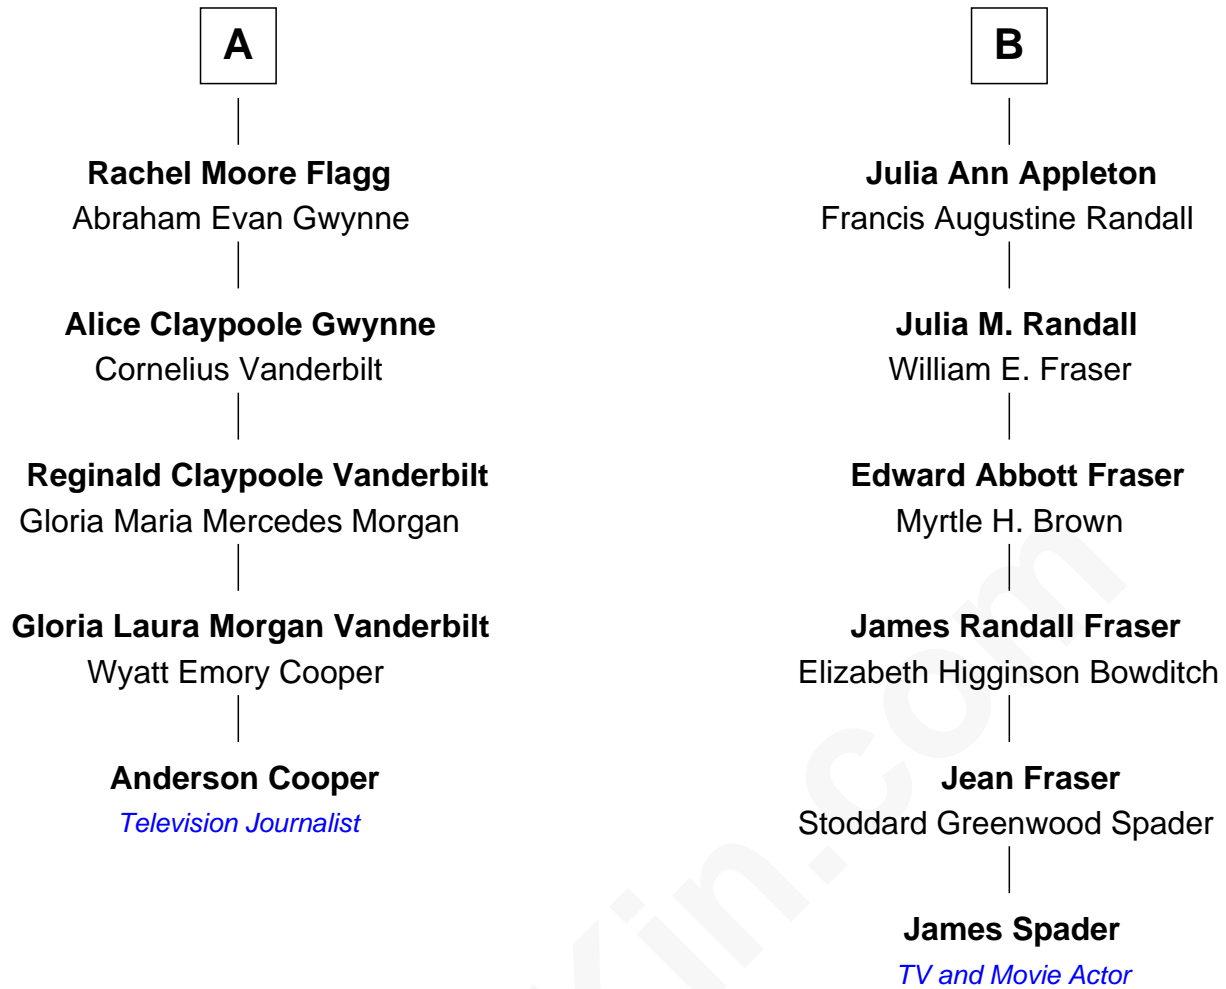 A
Rachel Moore Flagg
Abraham Evan Gwynne
Alice Claypoole Gwynne
Cornelius Vanderbilt
Reginald Claypoole Vanderbilt
Gloria Maria Mercedes Morgan
Gloria Laura Morgan Vanderbilt
Wyatt Emory Cooper
Anderson Cooper
Television Journalist
B
Julia Ann Appleton
Francis Augustine Randall
Julia M. Randall
William E. Fraser
Edward Abbott Fraser
Myrtle H. Brown
James Randall Fraser
Elizabeth Higginson Bowditch
Jean Fraser
Stoddard Greenwood Spader
James Spader
TV and Movie Actor
Kin.com